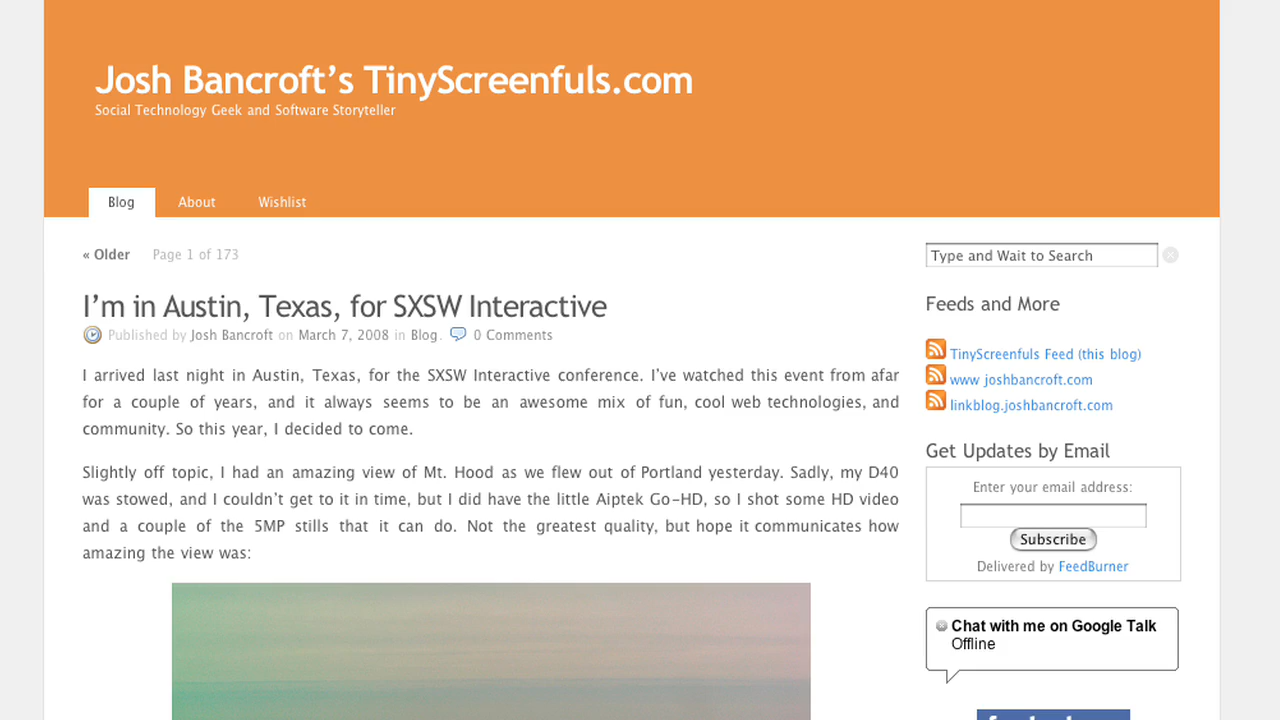 Josh Bancroft's TinyScreenfuls.com
Social Technology Geek and Software Storyteller
Blog About Wishlist
« Older Page 1 of 173
I'm in Austin, Texas, for SXSW Interactive
Published by Josh Bancroft on March 7, 2008 in Blog. 0 Comments
I arrived last night in Austin, Texas, for the SXSW Interactive conference. I've watched this event from afar
for a couple of years, and it always seems to be an awesome mix of fun, cool web technologies, and
community. So this year, I decided to come.
Slightly off topic, I had an amazing view of Mt. Hood as we flew out of Portland yesterday. Sadly, my D40
was stowed, and I couldn't get to it in time, but I did have the little Aiptek Go-HD, so I shot some HD video
and a couple of the 5MP stills that it can do. Not the greatest quality, but hope it communicates how
amazing the view was:
Type and Wait to Search
Feeds and More
TinyScreenfuls Feed (this blog)
www joshbancroft.com
linkblog.joshbancroft.com
Get Updates by Email
Enter your email address:
Subscribe
Delivered by FeedBurner
Chat with me on Google Talk
Offline